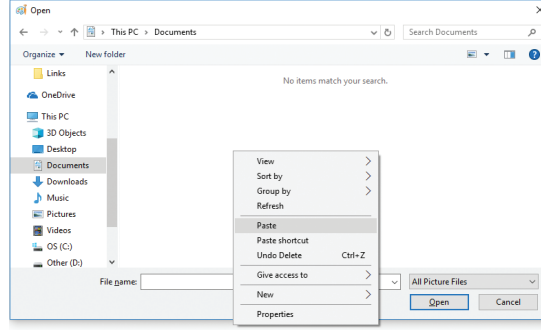 Open
This PC > Documents
Search Documents
Organize
New folder
Links
OneDrive
This PC
3D Objects
Desktop
Documents
Downloads
Music
Pictures
Videos
OS (C:)
Other (D:)
No items match your search.
View
Sort by
Group by
Refresh
Paste
Paste shortcut
Undo Delete Ctrl+Z
Give access to
New
Properties
File name:
All Picture Files
Open
Cancel